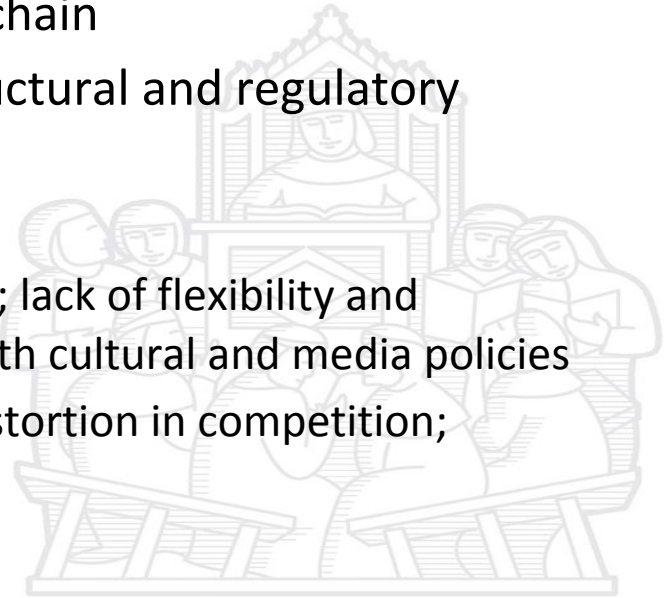 chain
uctural and regulatory
; lack of flexibility and
th cultural and media policies
stortion in competition;